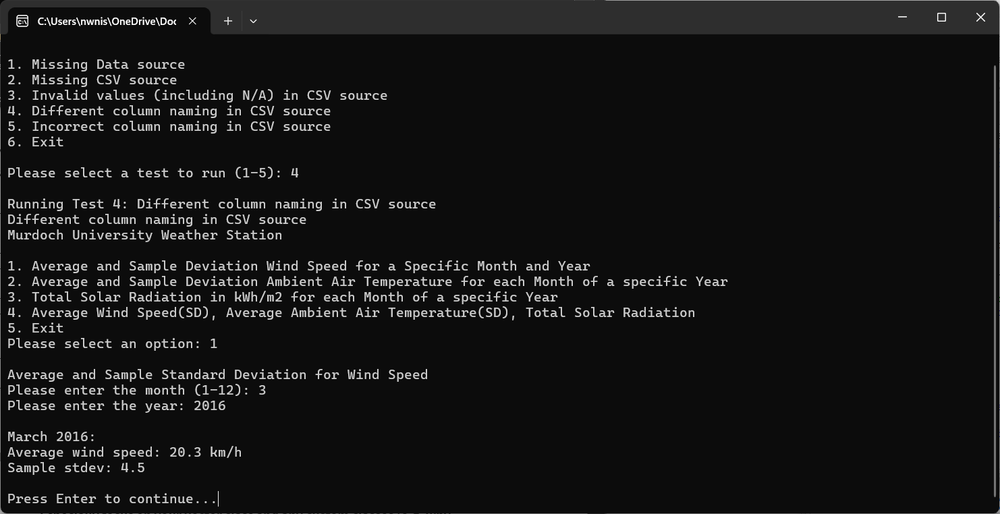 C:\Users\nwnis\OneDrive\Doc
1. Missing Data source
2. Missing CSV source
3. Invalid values (including N/A) in CSV source
4. Different column naming in CSV source
5. Incorrect column naming in CSV source
6. Exit
Please select a test to run (1-5): 4
Running Test 4: Different column naming in CSV source
Different column naming in CSV source
Murdoch University Weather Station
1. Average and Sample Deviation Wind Speed for a Specific Month and Year
2. Average and Sample Deviation Ambient Air Temperature for each Month of a specific Year
3. Total Solar Radiation in kWh/m2 for each Month of a specific Year
4. Average Wind Speed(SD), Average Ambient Air Temperature(SD), Total Solar Radiation
5. Exit
Please select an option: 1
Average and Sample Standard Deviation for Wind Speed
Please enter the month (1-12): 3
Please enter the year: 2016
March 2016:
Average wind speed: 20.3 km/h
Sample stdev: 4.5
Press Enter to continue...